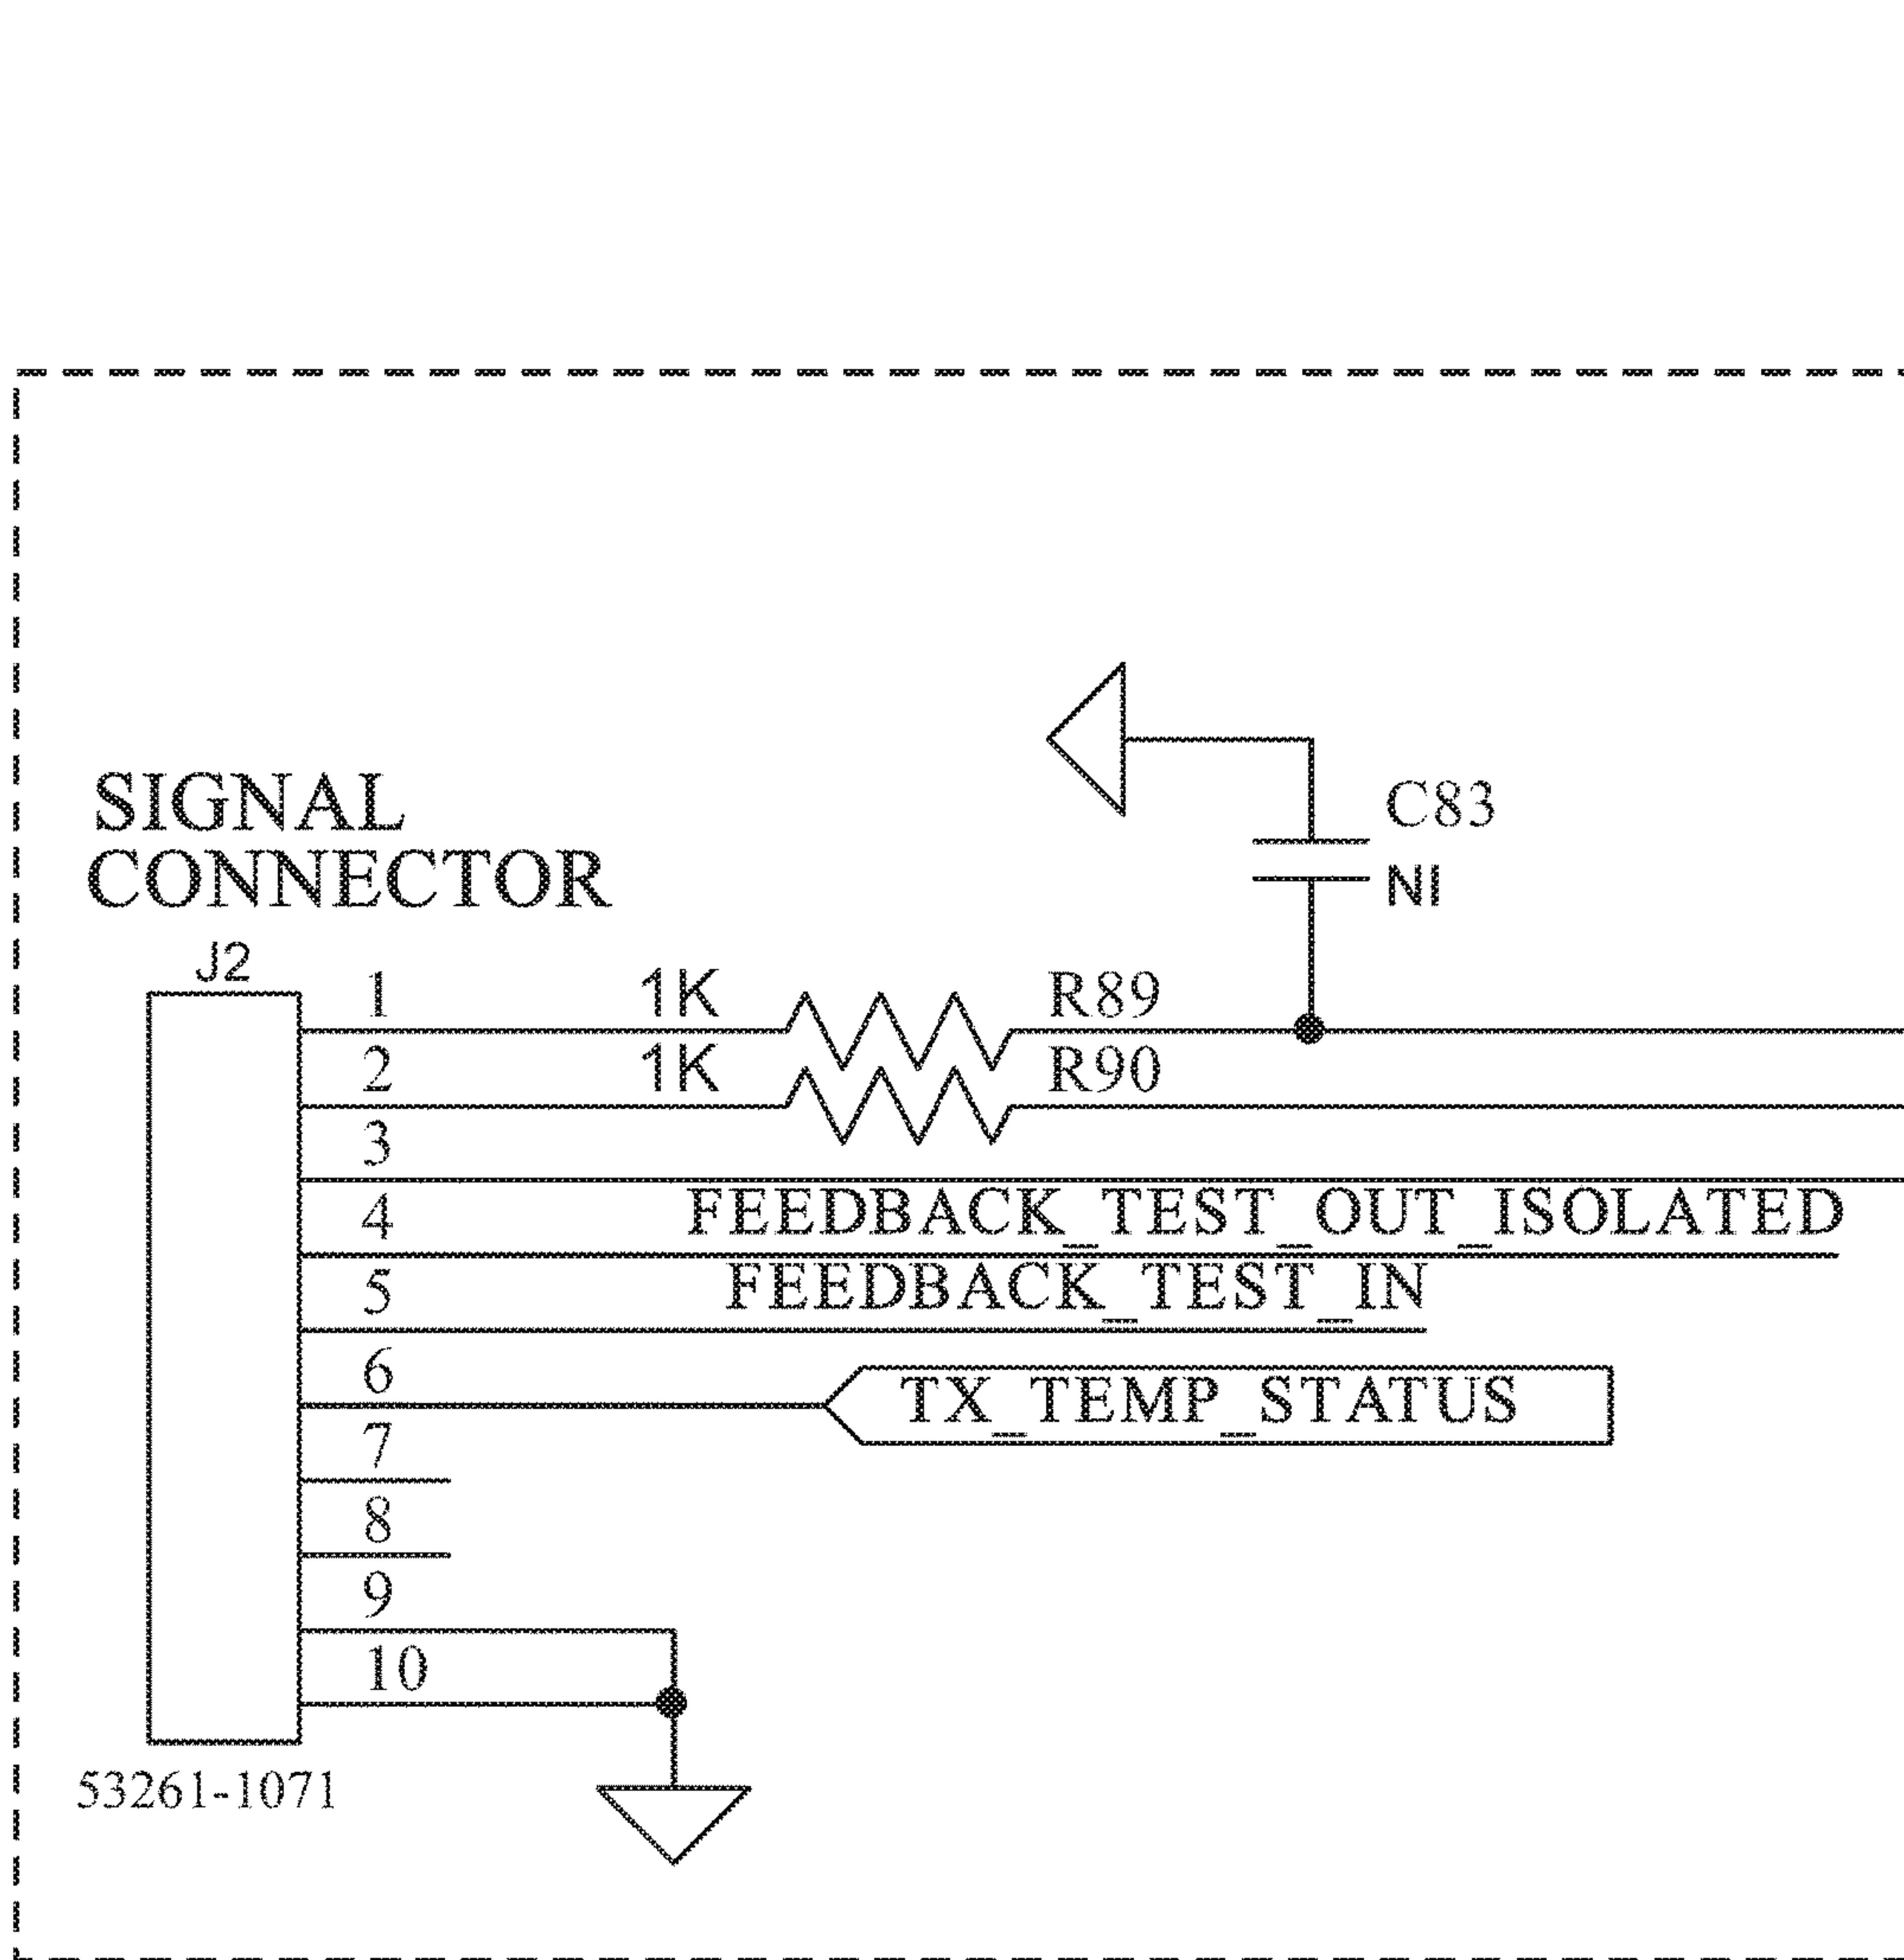 C83
NI
SIGNAL
CONNECTOR
J2
1
1K
R89
2
1K
R90
3
4
FEEDBACK_TEST_OUT_ISOLATED
5
FEEDBACK_TEST_IN
6
TX_TEMP_STATUS
7
8
9
10
53261-1071